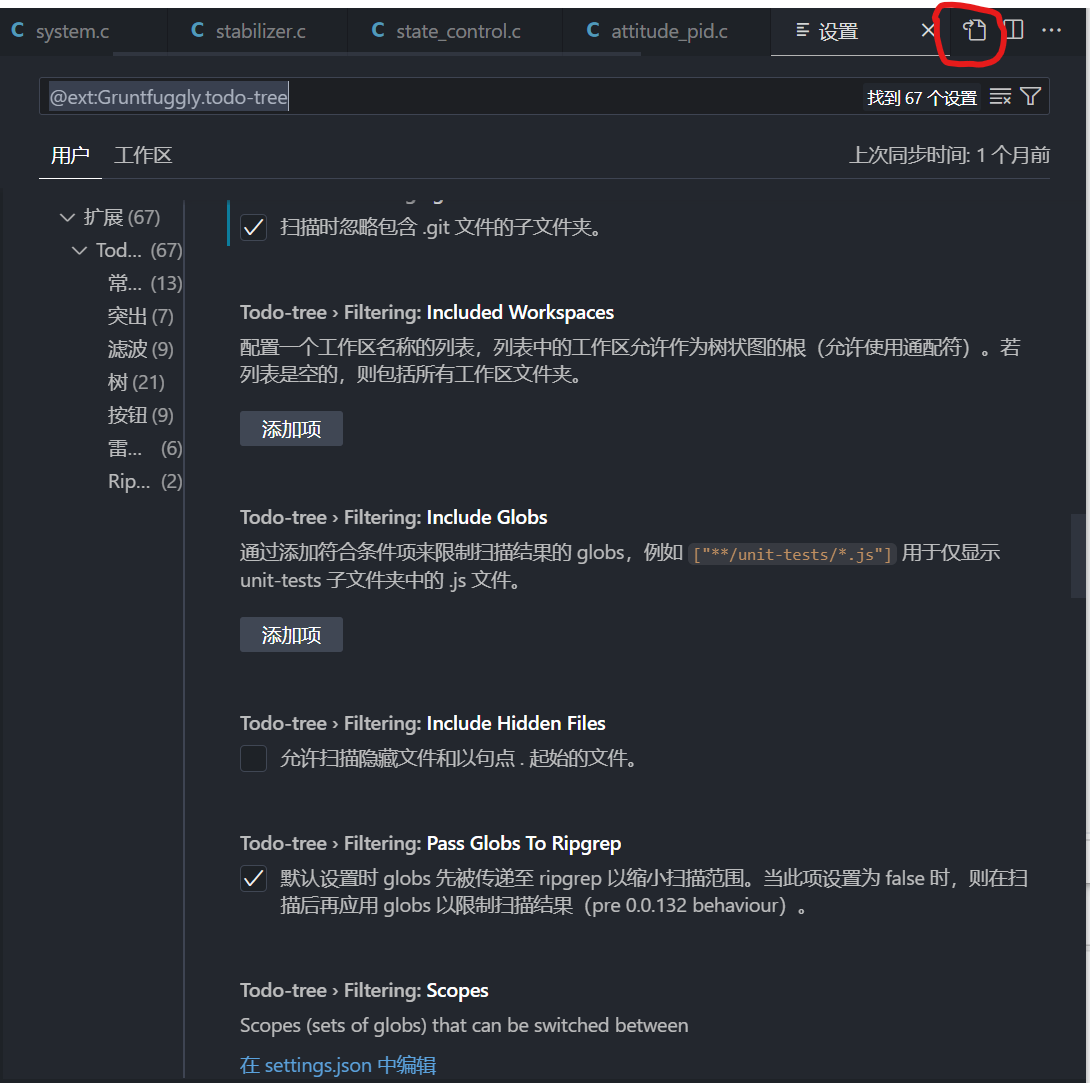 system.c
stabilizer.c
state_control.c
attitude_pid.c
设置
@ext:Gruntfuggly.todo-tree
找到 67 个设置
用户 工作区
上次同步时间: 1 个月前
扩展 (67)
Tod... (67)
常... (13)
突出 (7)
滤波 (9)
树 (21)
按钮 (9)
雷... (6)
Rip... (2)
扫描时忽略包含 .git 文件的子文件夹。
Todo-tree › Filtering: Included Workspaces
配置一个工作区名称的列表，列表中的工作区允许作为树状图的根（允许使用通配符）。若
列表是空的，则包括所有工作区文件夹。
添加项
Todo-tree › Filtering: Include Globs
通过添加符合条件项来限制扫描结果的 globs，例如 ["**/unit-tests/*.js"] 用于仅显示
unit-tests 子文件夹中的 .js 文件。
添加项
Todo-tree › Filtering: Include Hidden Files
允许扫描隐藏文件和以句点 . 起始的文件。
Todo-tree › Filtering: Pass Globs To Ripgrep
默认设置时 globs 先被传递至 ripgrep 以缩小扫描范围。当此项设置为 false 时，则在扫
描后再应用 globs 以限制扫描结果（pre 0.0.132 behaviour）。
Todo-tree › Filtering: Scopes
Scopes (sets of globs) that can be switched between
在 settings.json 中编辑